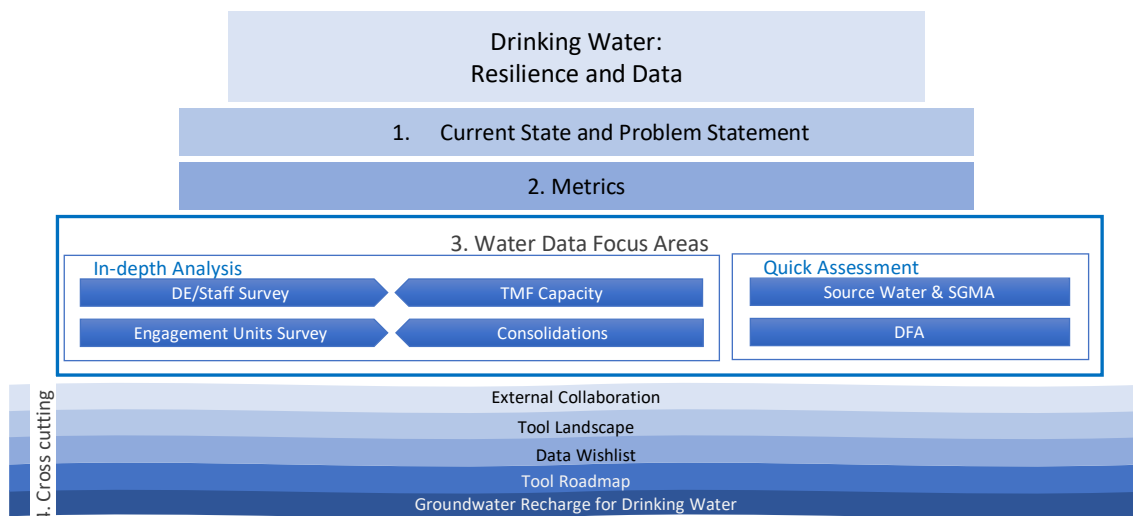 Drinking Water:
Resilience and Data
1. Current State and Problem Statement
2. Metrics
3. Water Data Focus Areas
In-depth Analysis
DE/Staff Survey
TMF Capacity
Engagement Units Survey
Consolidations
Quick Assessment
Source Water & SGMA
DFA
4. Cross cutting
External Collaboration
Tool Landscape
Data Wishlist
Tool Roadmap
Groundwater Recharge for Drinking Water